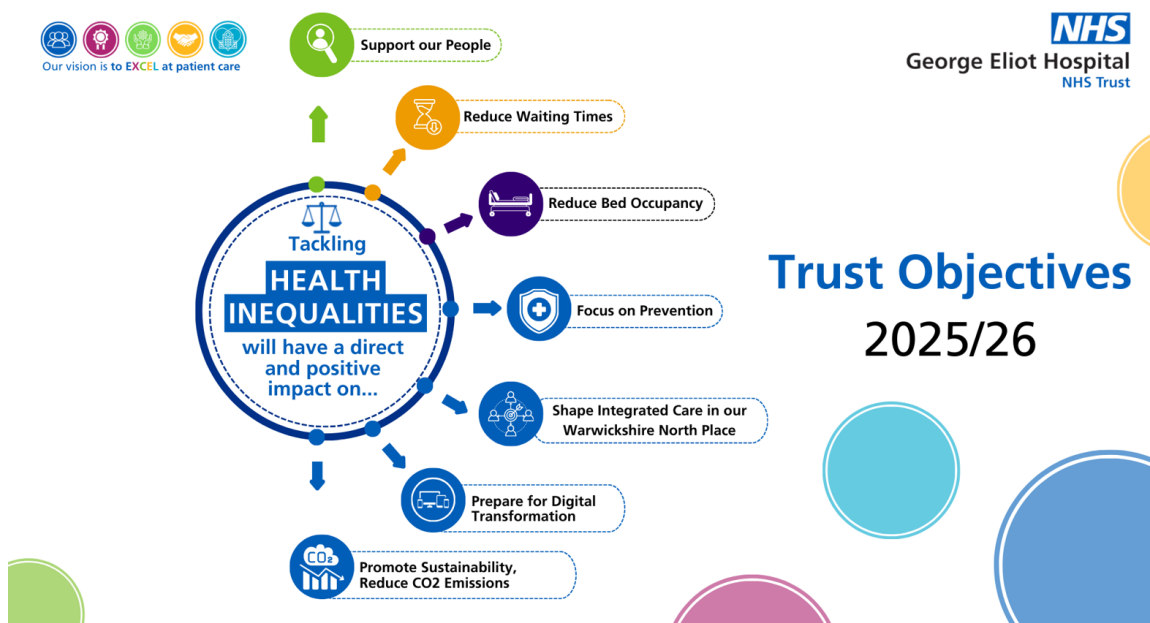 Our vision is to EXCEL at patient care
NHS
George Eliot Hospital
NHS Trust
Support our People
Reduce Waiting Times
Reduce Bed Occupancy
Focus on Prevention
Shape Integrated Care in our
Warwickshire North Place
Prepare for Digital
Transformation
CO₂
Promote Sustainability,
Reduce CO2 Emissions
Tackling
HEALTH
INEQUALITIES
will have a direct
and positive
impact on...
Trust Objectives
2025/26